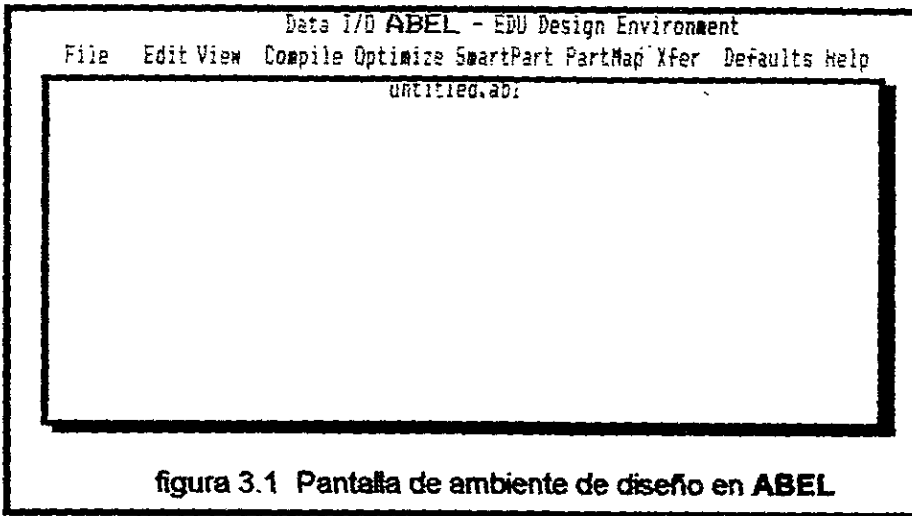 Data I/O ABEL - EDU Design Environment
File Edit View Compile Optimize SmartPart PartMap Xfer Defaults Help
untitled.abl
figura 3.1 Pantalla de ambiente de diseño en ABEL